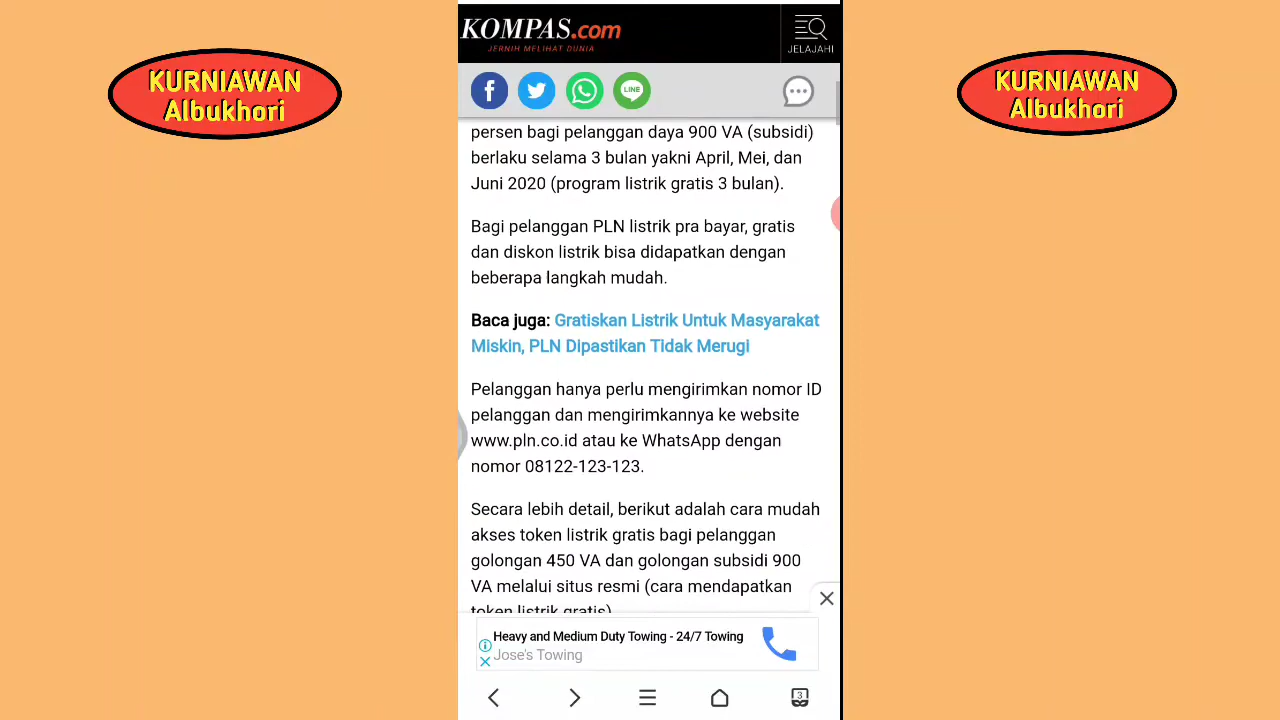 KURNIAWAN
Albukhori
KOMPAS.com
JERNIH MELIHAT DUNIA
JELAJAHI
KURNIAWAN
Albukhori
LINE
persen bagi pelanggan daya 900 VA (subsidi)
berlaku selama 3 bulan yakni April, Mei, dan
Juni 2020 (program listrik gratis 3 bulan).
Bagi pelanggan PLN listrik pra bayar, gratis
dan diskon listrik bisa didapatkan dengan
beberapa langkah mudah.
Baca juga: Gratiskan Listrik Untuk Masyarakat
Miskin, PLN Dipastikan Tidak Merugi
Pelanggan hanya perlu mengirimkan nomor ID
pelanggan dan mengirimkannya ke website
www.pln.co.id atau ke WhatsApp dengan
nomor 08122-123-123.
Secara lebih detail, berikut adalah cara mudah
akses token listrik gratis bagi pelanggan
golongan 450 VA dan golongan subsidi 900
VA melalui situs resmi (cara mendapatkan
token listrik gratis)
Heavy and Medium Duty Towing - 24/7 Towing
Jose's Towing
3